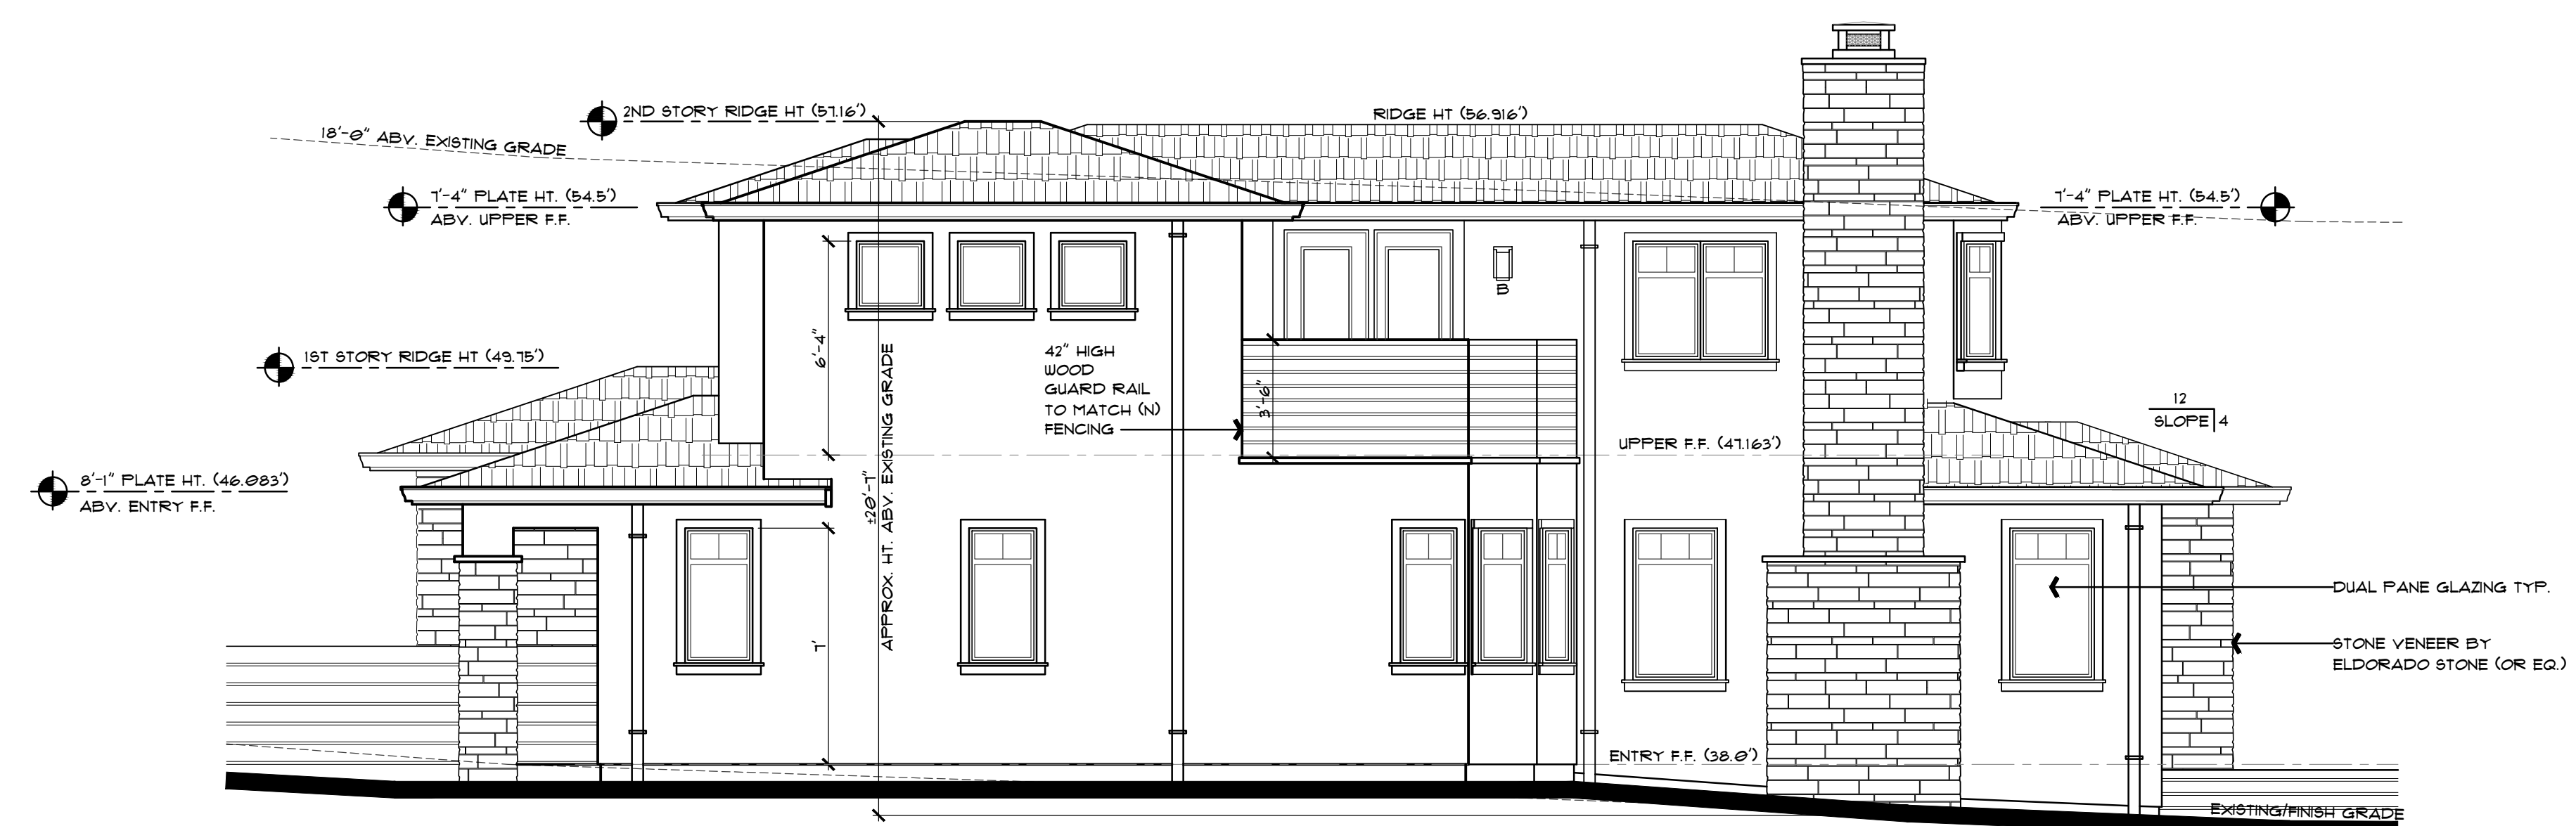 2ND STORY RIDGE HT (57.16')
RIDGE HT (56.916')
18'-0" ABV. EXISTING GRADE
7'-4" PLATE HT. (54.5')
ABV. UPPER F.F.
7'-4" PLATE HT. (54.5')
ABV. UPPER F.F.
B
6'-4"
1ST STORY RIDGE HT (49.75')
42" HIGH
WOOD
GUARD RAIL
TO MATCH (N)
FENCING
3'-6"
12
SLOPE 4
UPPER F.F. (47.163')
8'-1" PLATE HT. (46.083')
ABV. ENTRY F.F.
±20'-7"
APPROX. HT. ABV. EXISTING GRADE
7'
DUAL PANE GLAZING TYP.
STONE VENEER BY
ELDORADO STONE (OR EQ.)
ENTRY F.F. (38.0')
EXISTING/FINISH GRADE